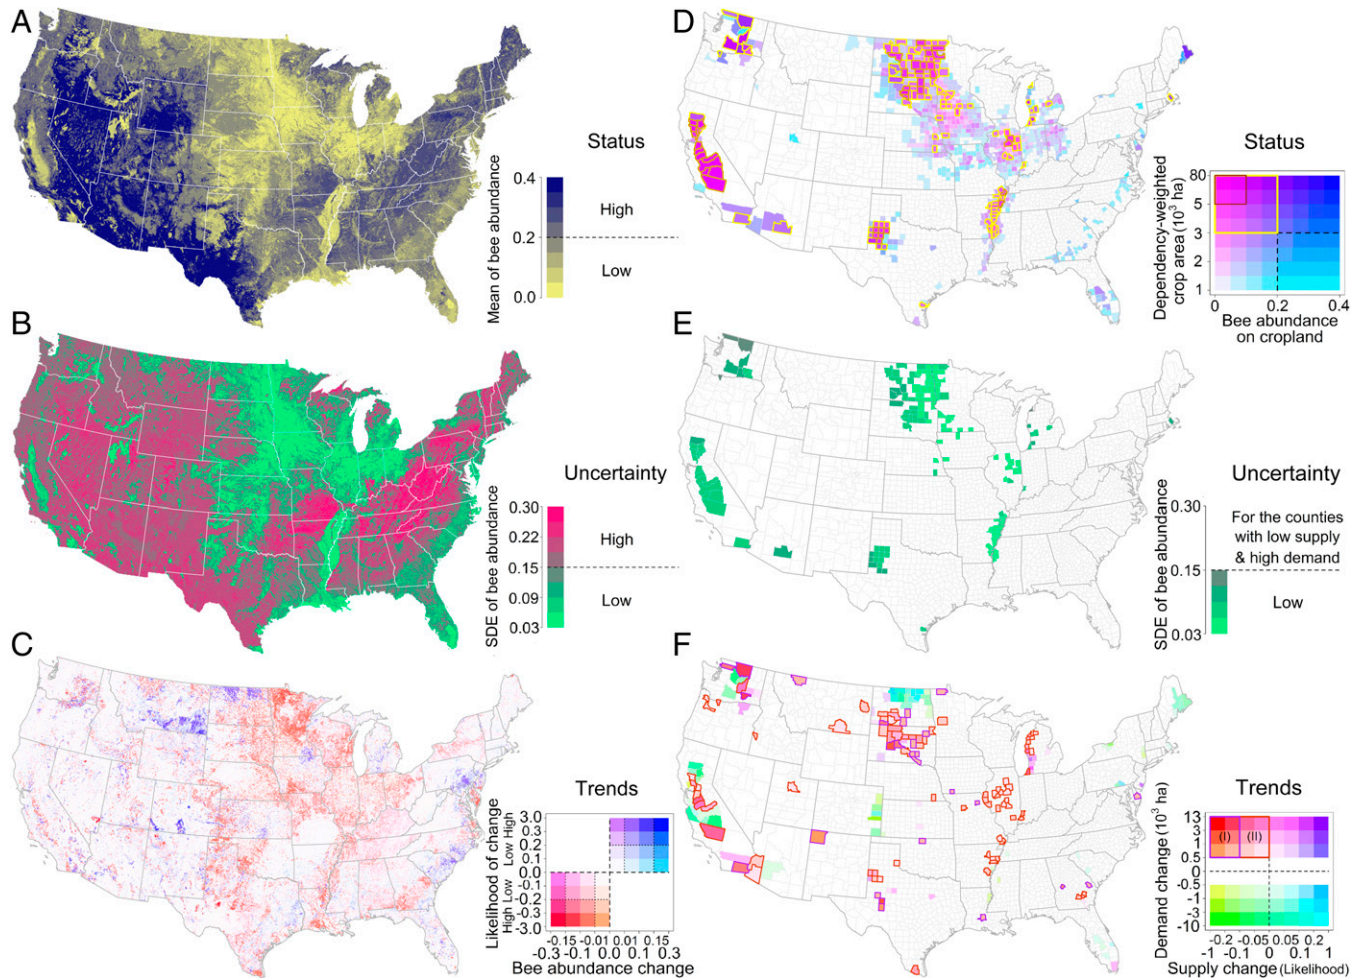 A
Status
Mean of bee abundance
0.4
0.3
High
0.2
Low
0.1
0.0
B
Uncertainty
SDE of bee abundance
0.30
0.22
High
0.15
0.09
Low
0.03
C
Trends
Likelihood of change
High
Low
Low
High
3.0
0.3
0.2
0.1
0.0
-0.1
-0.2
-0.3
-3.0
-0.15 -0.01 0.01 0.15
-0.3 -0.1 0.0 0.1 0.3
Bee abundance change
D
Status
Dependency-weighted
crop area (10³ ha)
80
5
3
2
1
0 0.2 0.4
Bee abundance
on cropland
E
Uncertainty
SDE of bee abundance
0.30
For the counties
with low supply
& high demand
0.15
Low
0.03
F
Trends
Demand change (10³ ha)
13
3
1
0.5
0
-0.5
-1
-3
-10
(I) (II)
-0.2 -0.05 0.05 0.2
-1 0 1
Supply change (Likelihood)